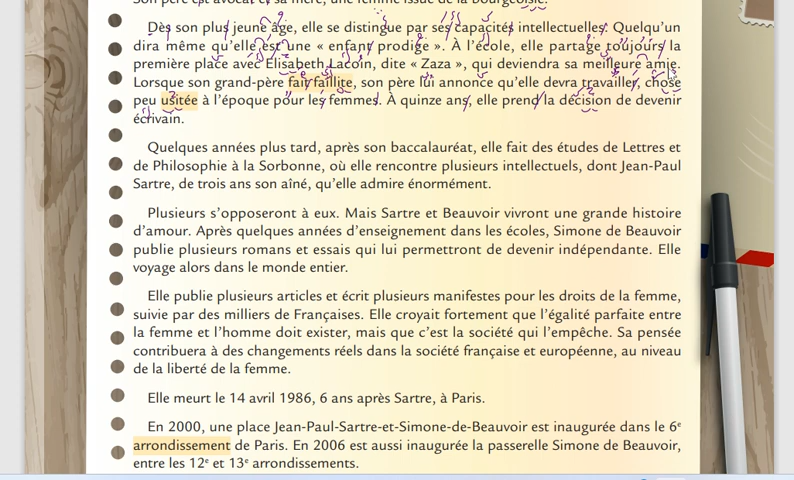 Son père est avocat et sa mère, une femme issue de la bourgeoisie.
Dès son plus jeune âge, elle se distingue par ses capacités intellectuelles. Quelqu'un
dira même qu'elle est une « enfant prodige ». À l'école, elle partage toujours la
première place avec Élisabeth Lacoin, dite « Zaza », qui deviendra sa meilleure amie.
Lorsque son grand-père fait faillite, son père lui annonce qu'elle devra travailler, chose
peu usitée à l'époque pour les femmes. À quinze ans, elle prend la décision de devenir
écrivain.
Quelques années plus tard, après son baccalauréat, elle fait des études de Lettres et
de Philosophie à la Sorbonne, où elle rencontre plusieurs intellectuels, dont Jean-Paul
Sartre, de trois ans son aîné, qu'elle admire énormément.
Plusieurs s'opposeront à eux. Mais Sartre et Beauvoir vivront une grande histoire
d'amour. Après quelques années d'enseignement dans les écoles, Simone de Beauvoir
publie plusieurs romans et essais qui lui permettront de devenir indépendante. Elle
voyage alors dans le monde entier.
Elle publie plusieurs articles et écrit plusieurs manifestes pour les droits de la femme,
suivie par des milliers de Françaises. Elle croyait fortement que l'égalité parfaite entre
la femme et l'homme doit exister, mais que c'est la société qui l'empêche. Sa pensée
contribuera à des changements réels dans la société française et européenne, au niveau
de la liberté de la femme.
Elle meurt le 14 avril 1986, 6 ans après Sartre, à Paris.
En 2000, une place Jean-Paul-Sartre-et-Simone-de-Beauvoir est inaugurée dans le 6e
arrondissement de Paris. En 2006 est aussi inaugurée la passerelle Simone de Beauvoir,
entre les 12e et 13e arrondissements.